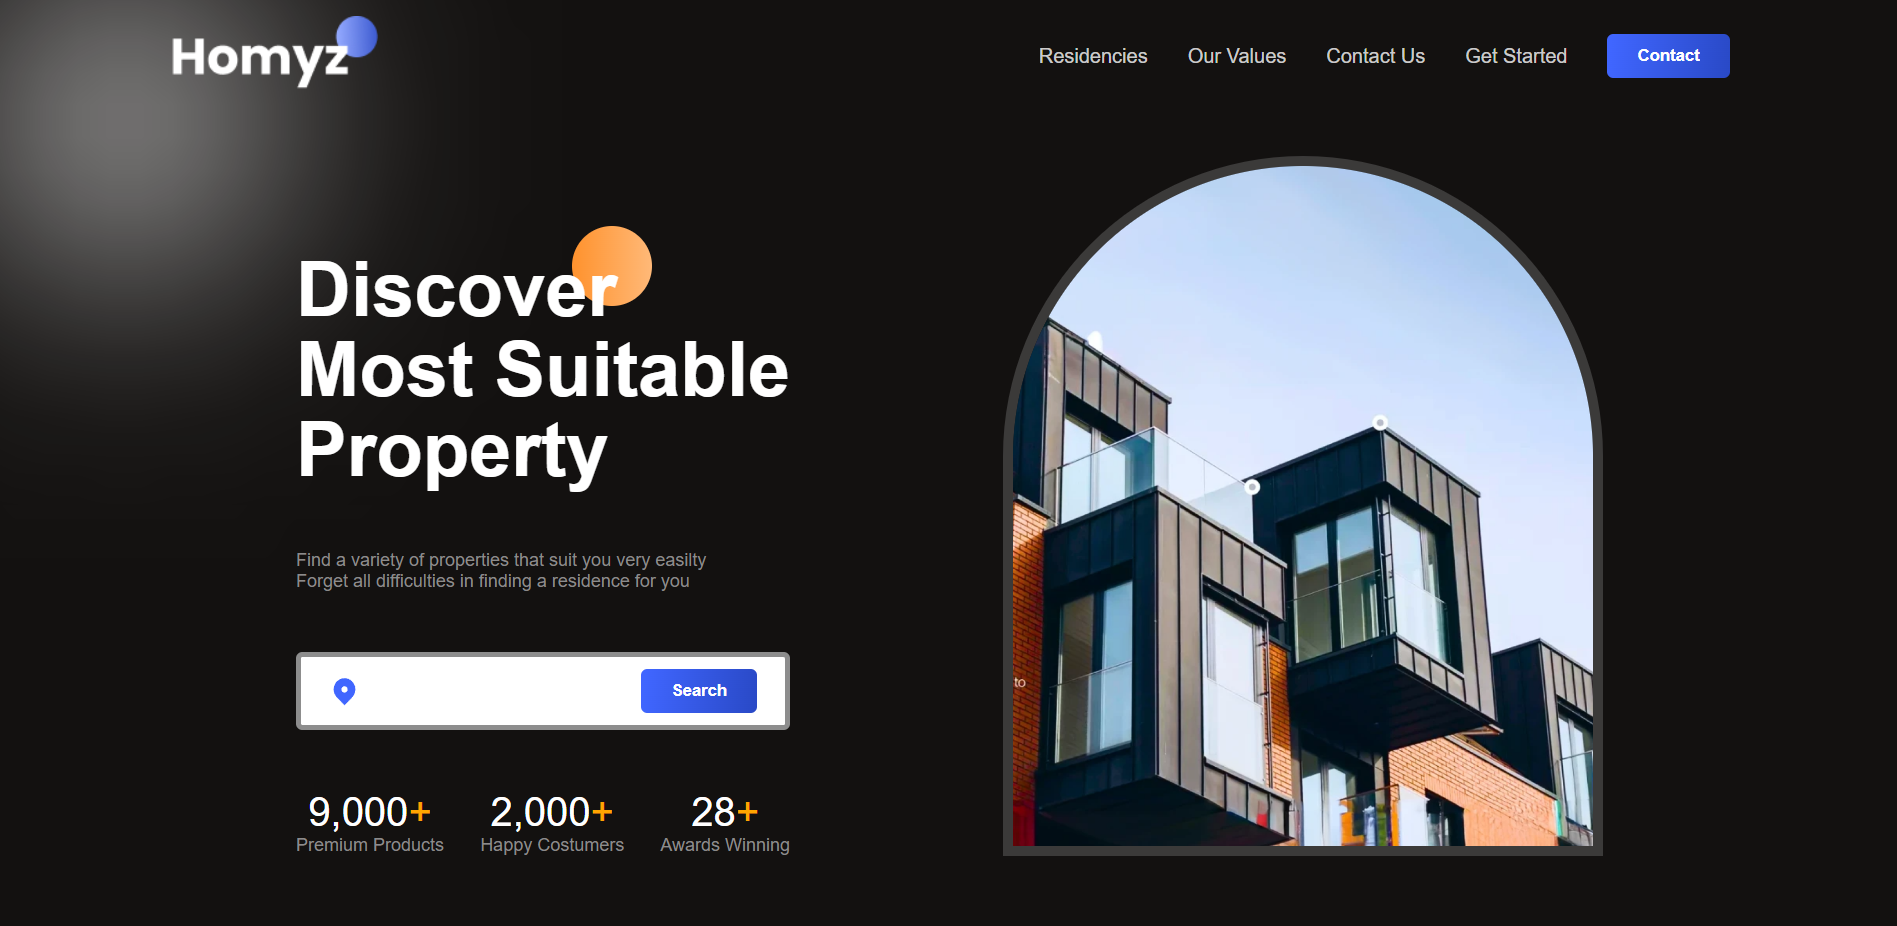 Homyz
Residencies
Our Values
Contact Us
Get Started
Contact
Discover
Most Suitable
Property
Find a variety of properties that suit you very easilty
Forget all difficulties in finding a residence for you
to
Search
9,000+
2,000+
28+
Premium Products
Happy Costumers
Awards Winning